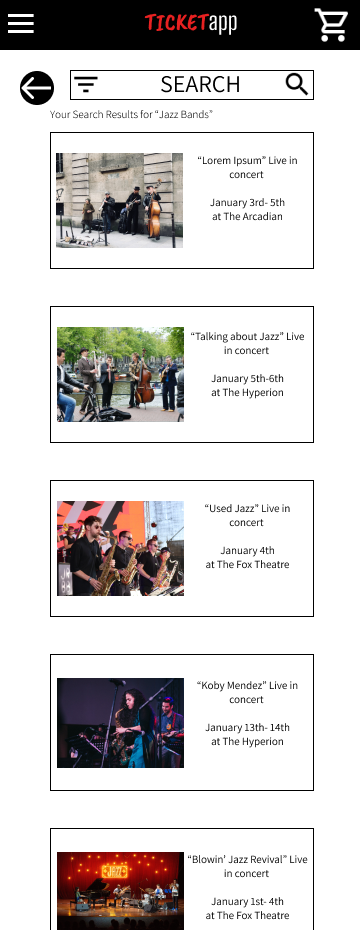 TICKETapp
SEARCH
Your Search Results for “Jazz Bands”
“Lorem Ipsum” Live in
concert
January 3rd- 5th
at The Arcadian
“Talking about Jazz” Live
in concert
January 5th-6th
at The Hyperion
“Used Jazz” Live in
concert
January 4th
at The Fox Theatre
“Koby Mendez” Live in
concert
January 13th- 14th
at The Hyperion
JAZZ
“Blowin’ Jazz Revival” Live
in concert
January 1st- 4th
at The Fox Theatre